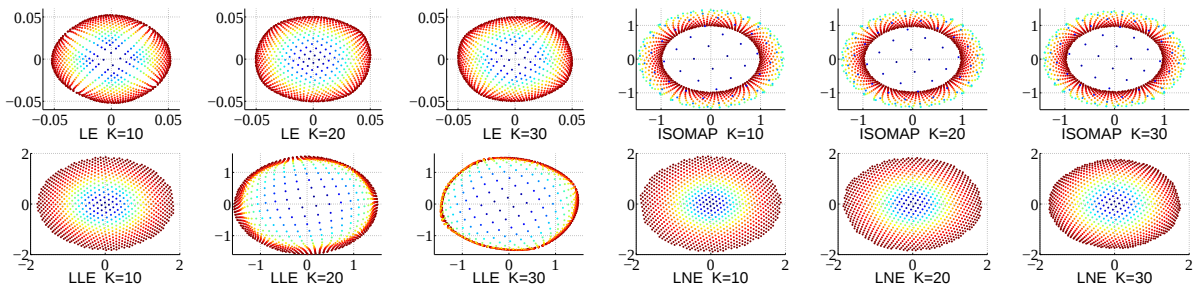 0.05
0
−0.05
−0.05 0 0.05
LE K=10
0.05
0
−0.05
−0.05 0 0.05
LE K=20
0.05
0
−0.05
−0.05 0 0.05
LE K=30
1
0
−1
−1 0 1
ISOMAP K=10
1
0
−1
−1 0 1
ISOMAP K=20
1
0
−1
−1 0 1
ISOMAP K=30
2
0
−2
−2 0 2
LLE K=10
1
0
−1
−1 0 1
LLE K=20
1
0
−1
−1 0 1
LLE K=30
2
0
−2
−2 0 2
LNE K=10
2
0
−2
−2 0 2
LNE K=20
2
0
−2
−2 0 2
LNE K=30